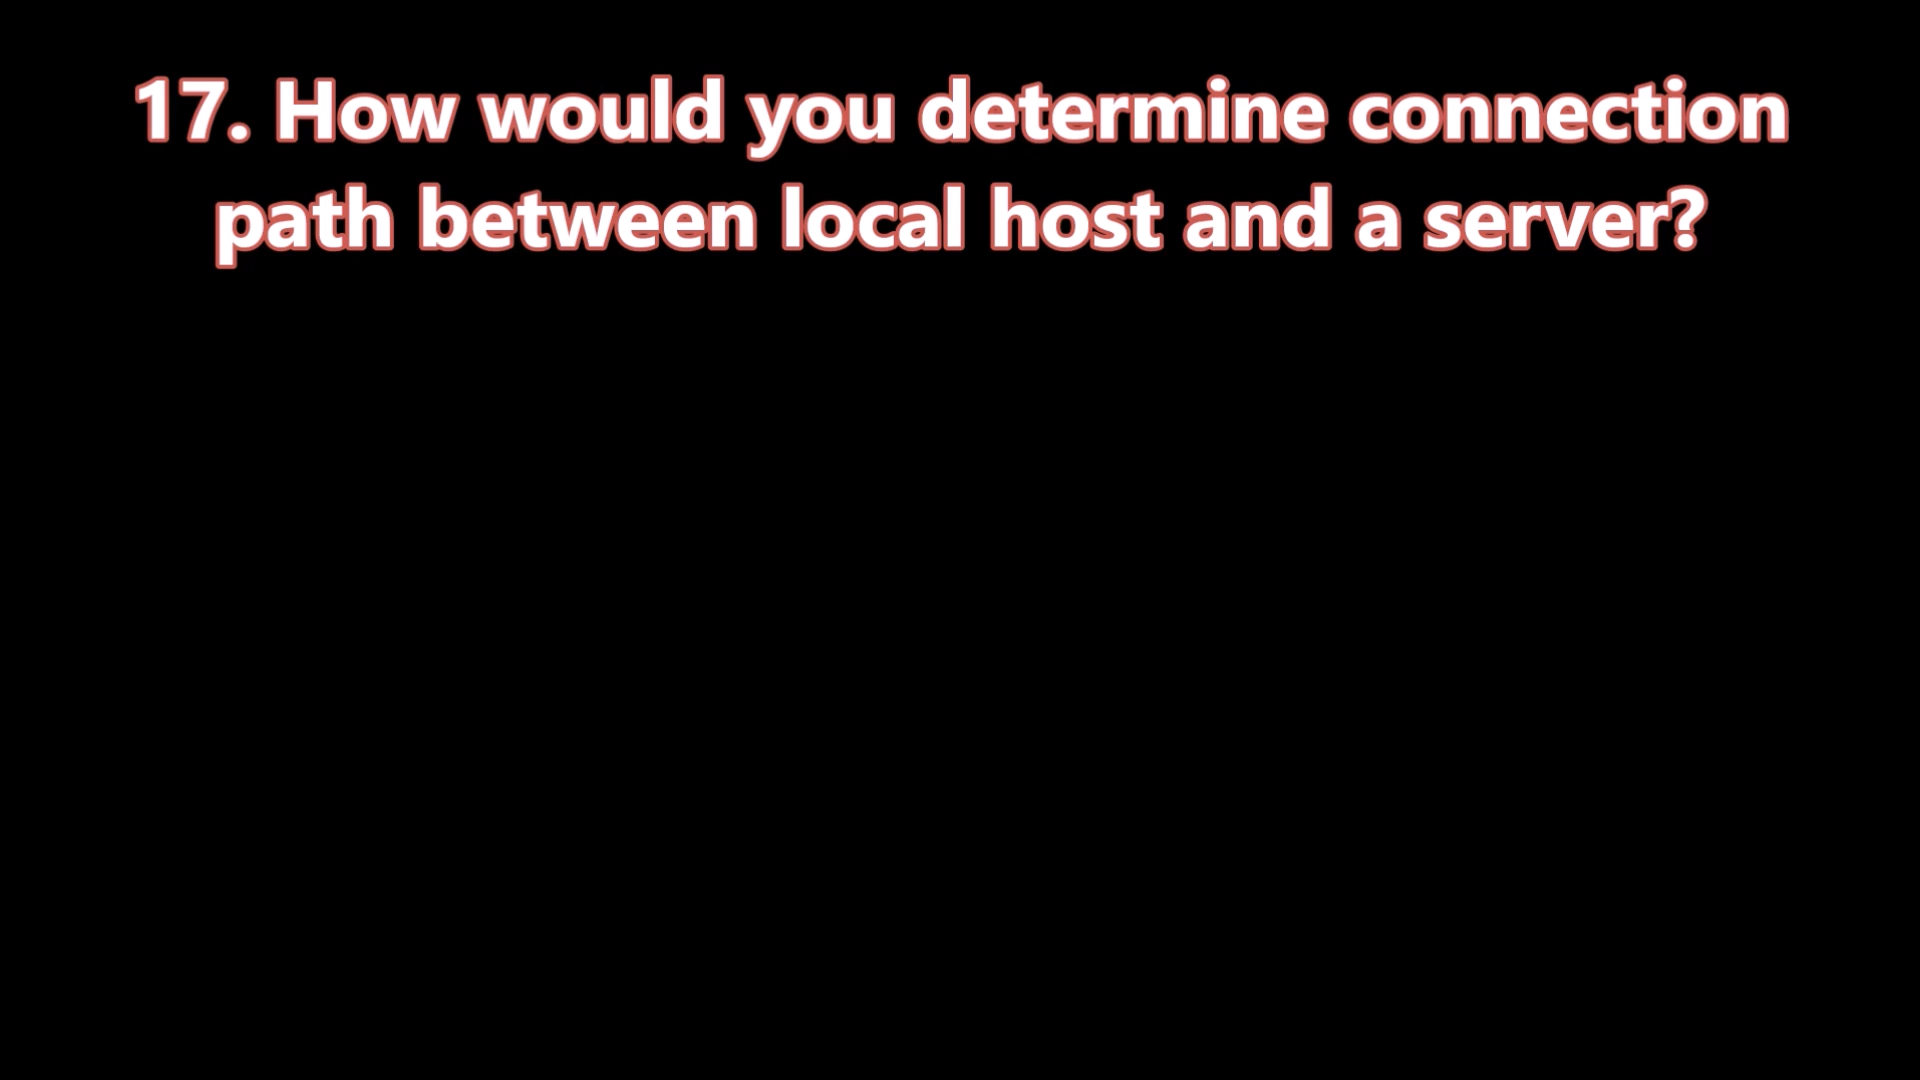 17. How would you determine connection
path between local host and a server?